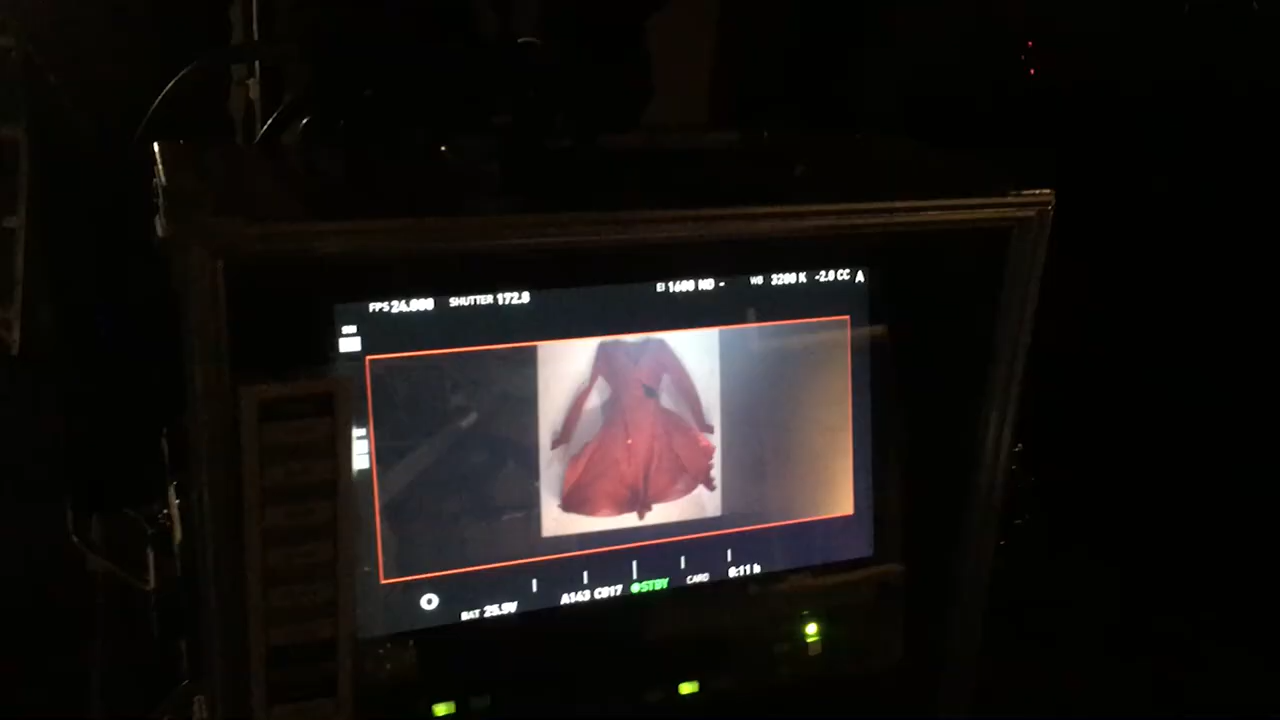 FPS 24.000 SHUTTER 172.8 EI 1600 ND - WB 3200 K -2.0 CC A
BAT 25.5V A143 C017 STBY CARD 0:11 h